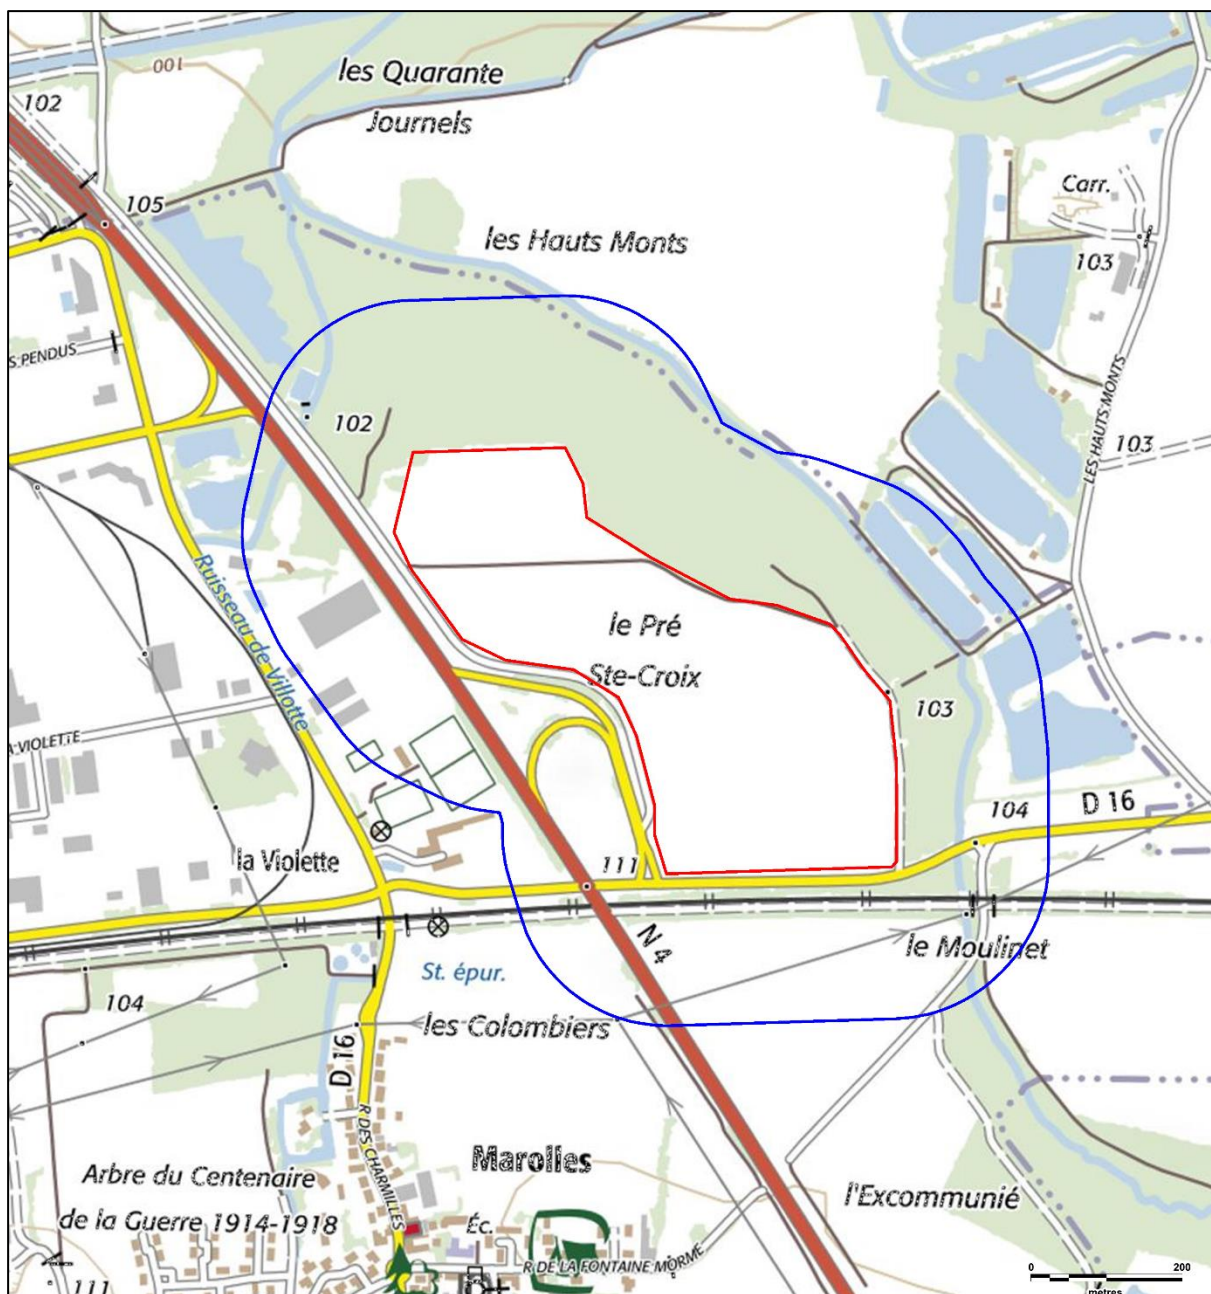 les Quarante
Journels
100
102
105
Carr.
les Hauts Monts
103
S PENDUS
LES HAUTS MONTS
102
103
Ruisseau de Villotte
le Pré
Ste-Croix
103
A VIOLETTE
104
D 16
la Violette
111
N 4
le Moulinet
St. épur.
104
les Colombiers
D 16
R DES CHARMILLES
Marolles
Arbre du Centenaire
de la Guerre 1914-1918
l'Excommunié
Éc.
R DE LA FONTAINE MORME
111
0 200
metres